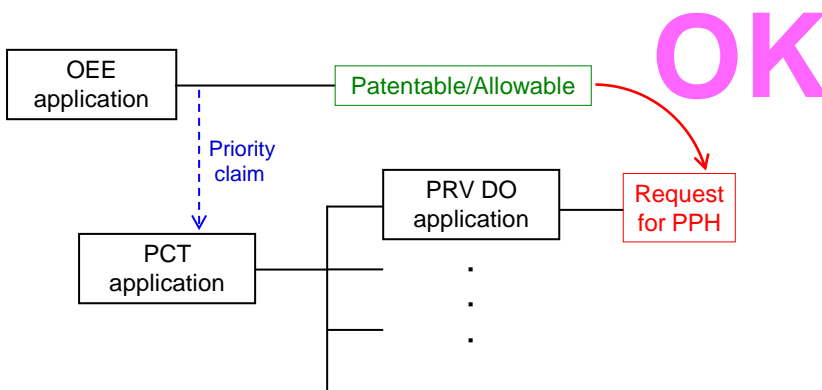 OK
OEE
application
Patentable/Allowable
Priority
claim
PRV DO
application
Request
for PPH
PCT
application